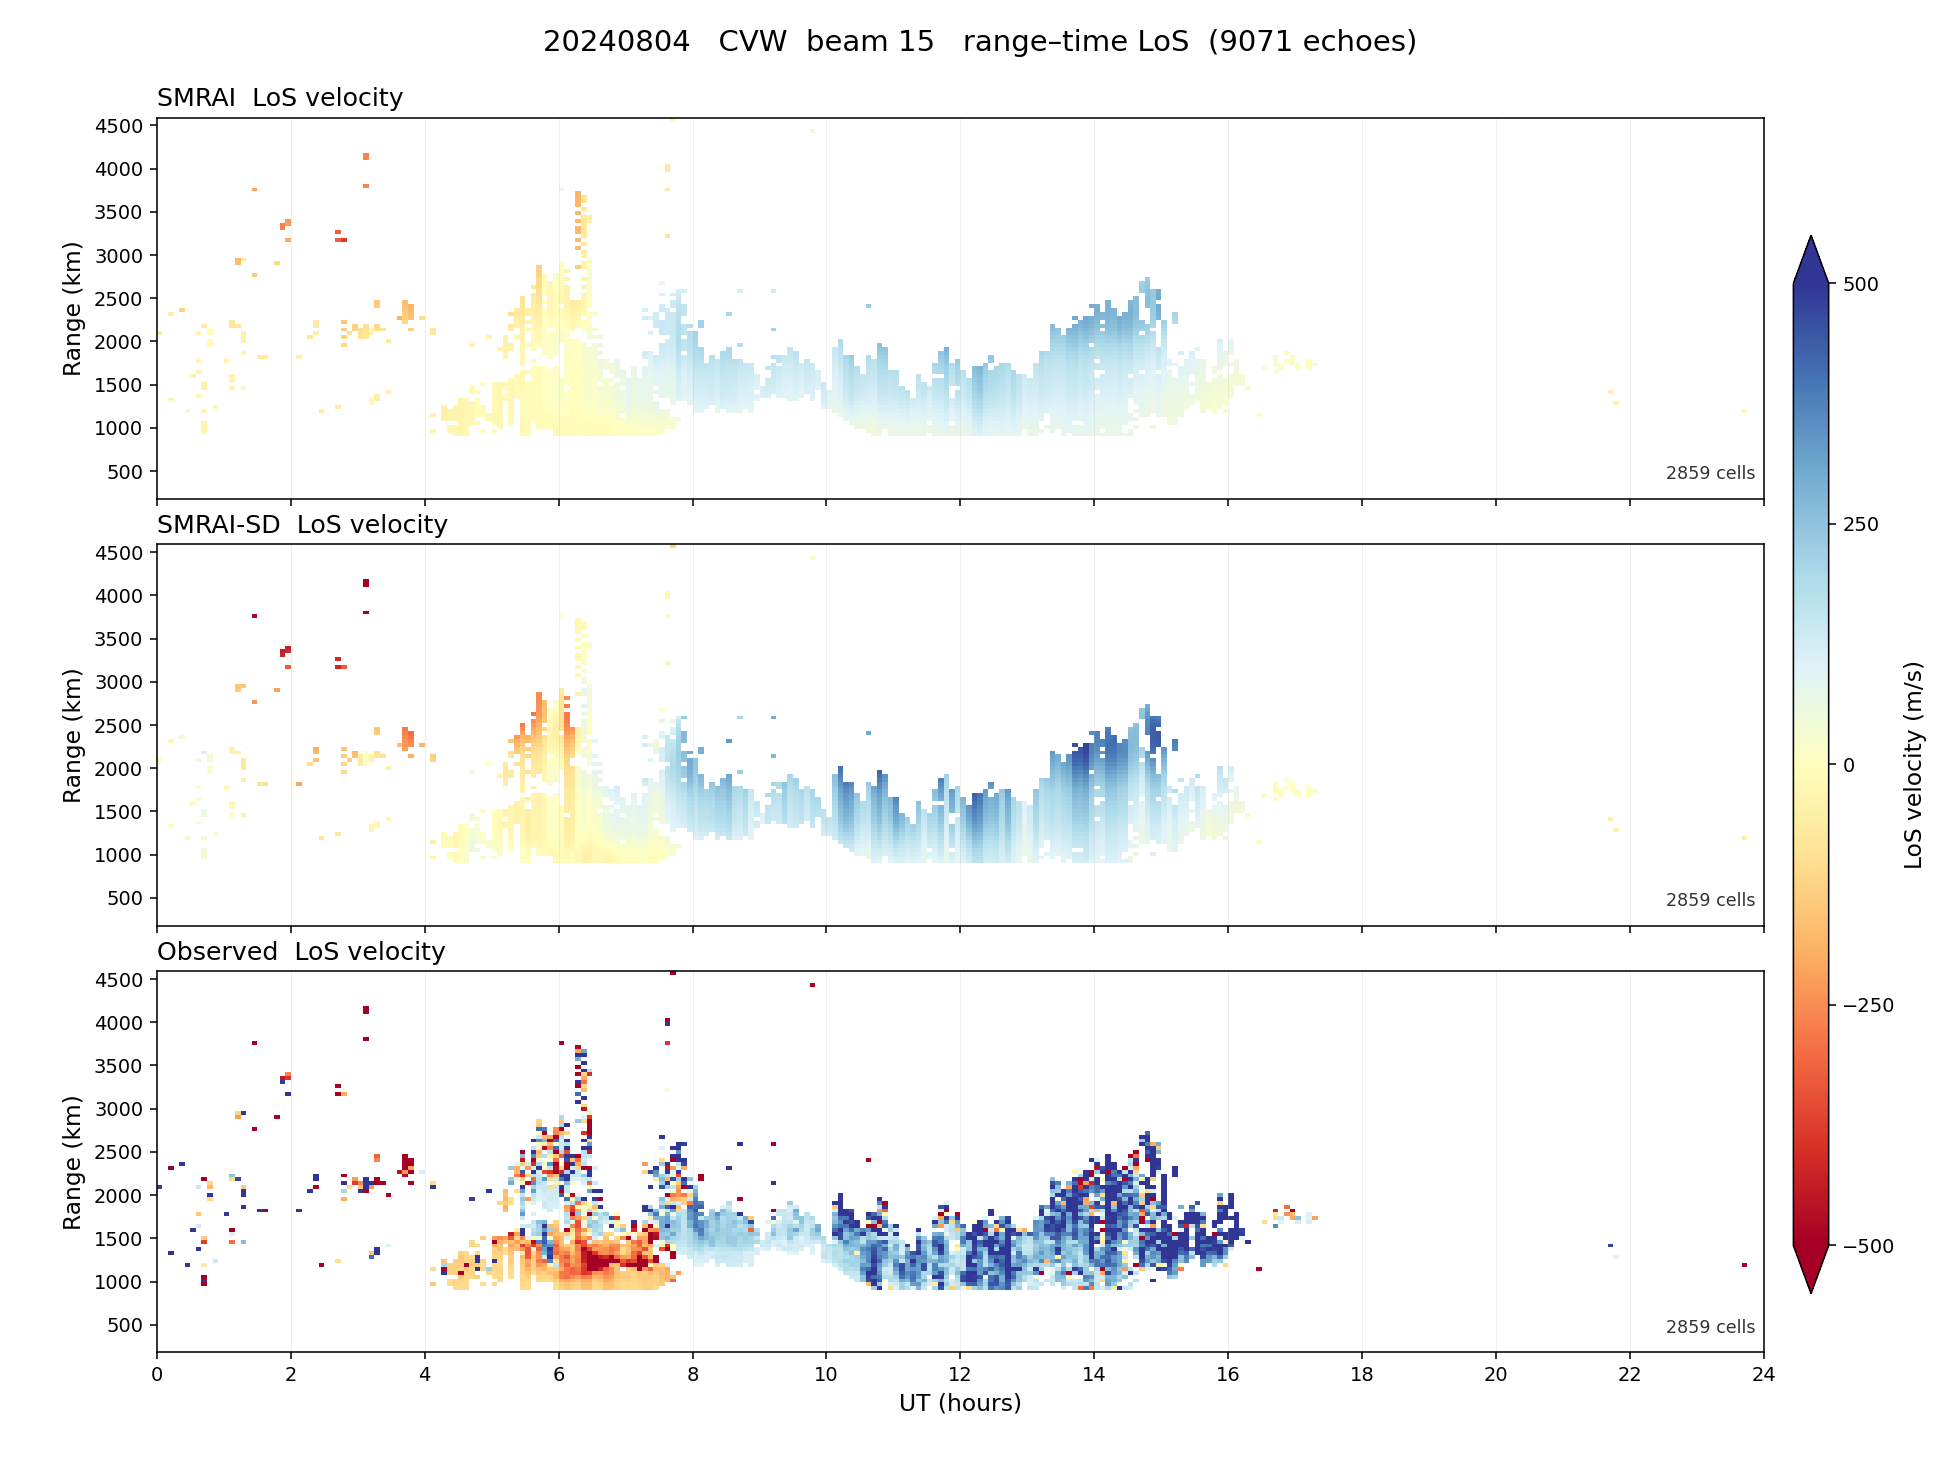 20240804   CVW  beam 15   range–time LoS  (9071 echoes)
SMRAI  LoS velocity
4500
4000
3500
3000
2500
2000
1500
1000
500
Range (km)
2859 cells
SMRAI-SD  LoS velocity
4500
4000
3500
3000
2500
2000
1500
1000
500
Range (km)
2859 cells
Observed  LoS velocity
4500
4000
3500
3000
2500
2000
1500
1000
500
Range (km)
2859 cells
0 2 4 6 8 10 12 14 16 18 20 22 24
UT (hours)
500
250
0
−250
−500
LoS velocity (m/s)